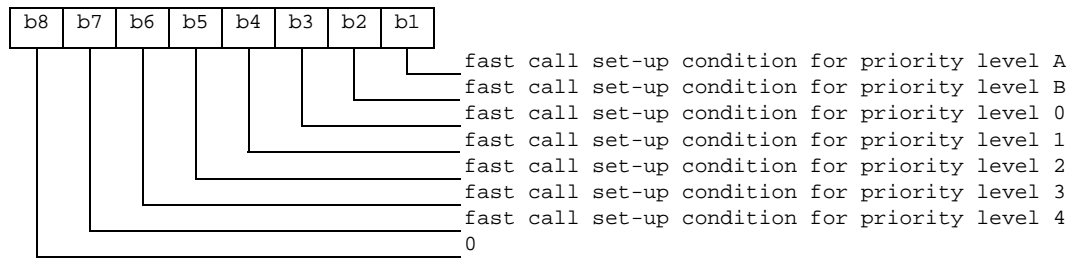 b8 b7 b6 b5 b4 b3 b2 b1
fast call set-up condition for priority level A
fast call set-up condition for priority level B
fast call set-up condition for priority level 0
fast call set-up condition for priority level 1
fast call set-up condition for priority level 2
fast call set-up condition for priority level 3
fast call set-up condition for priority level 4
0